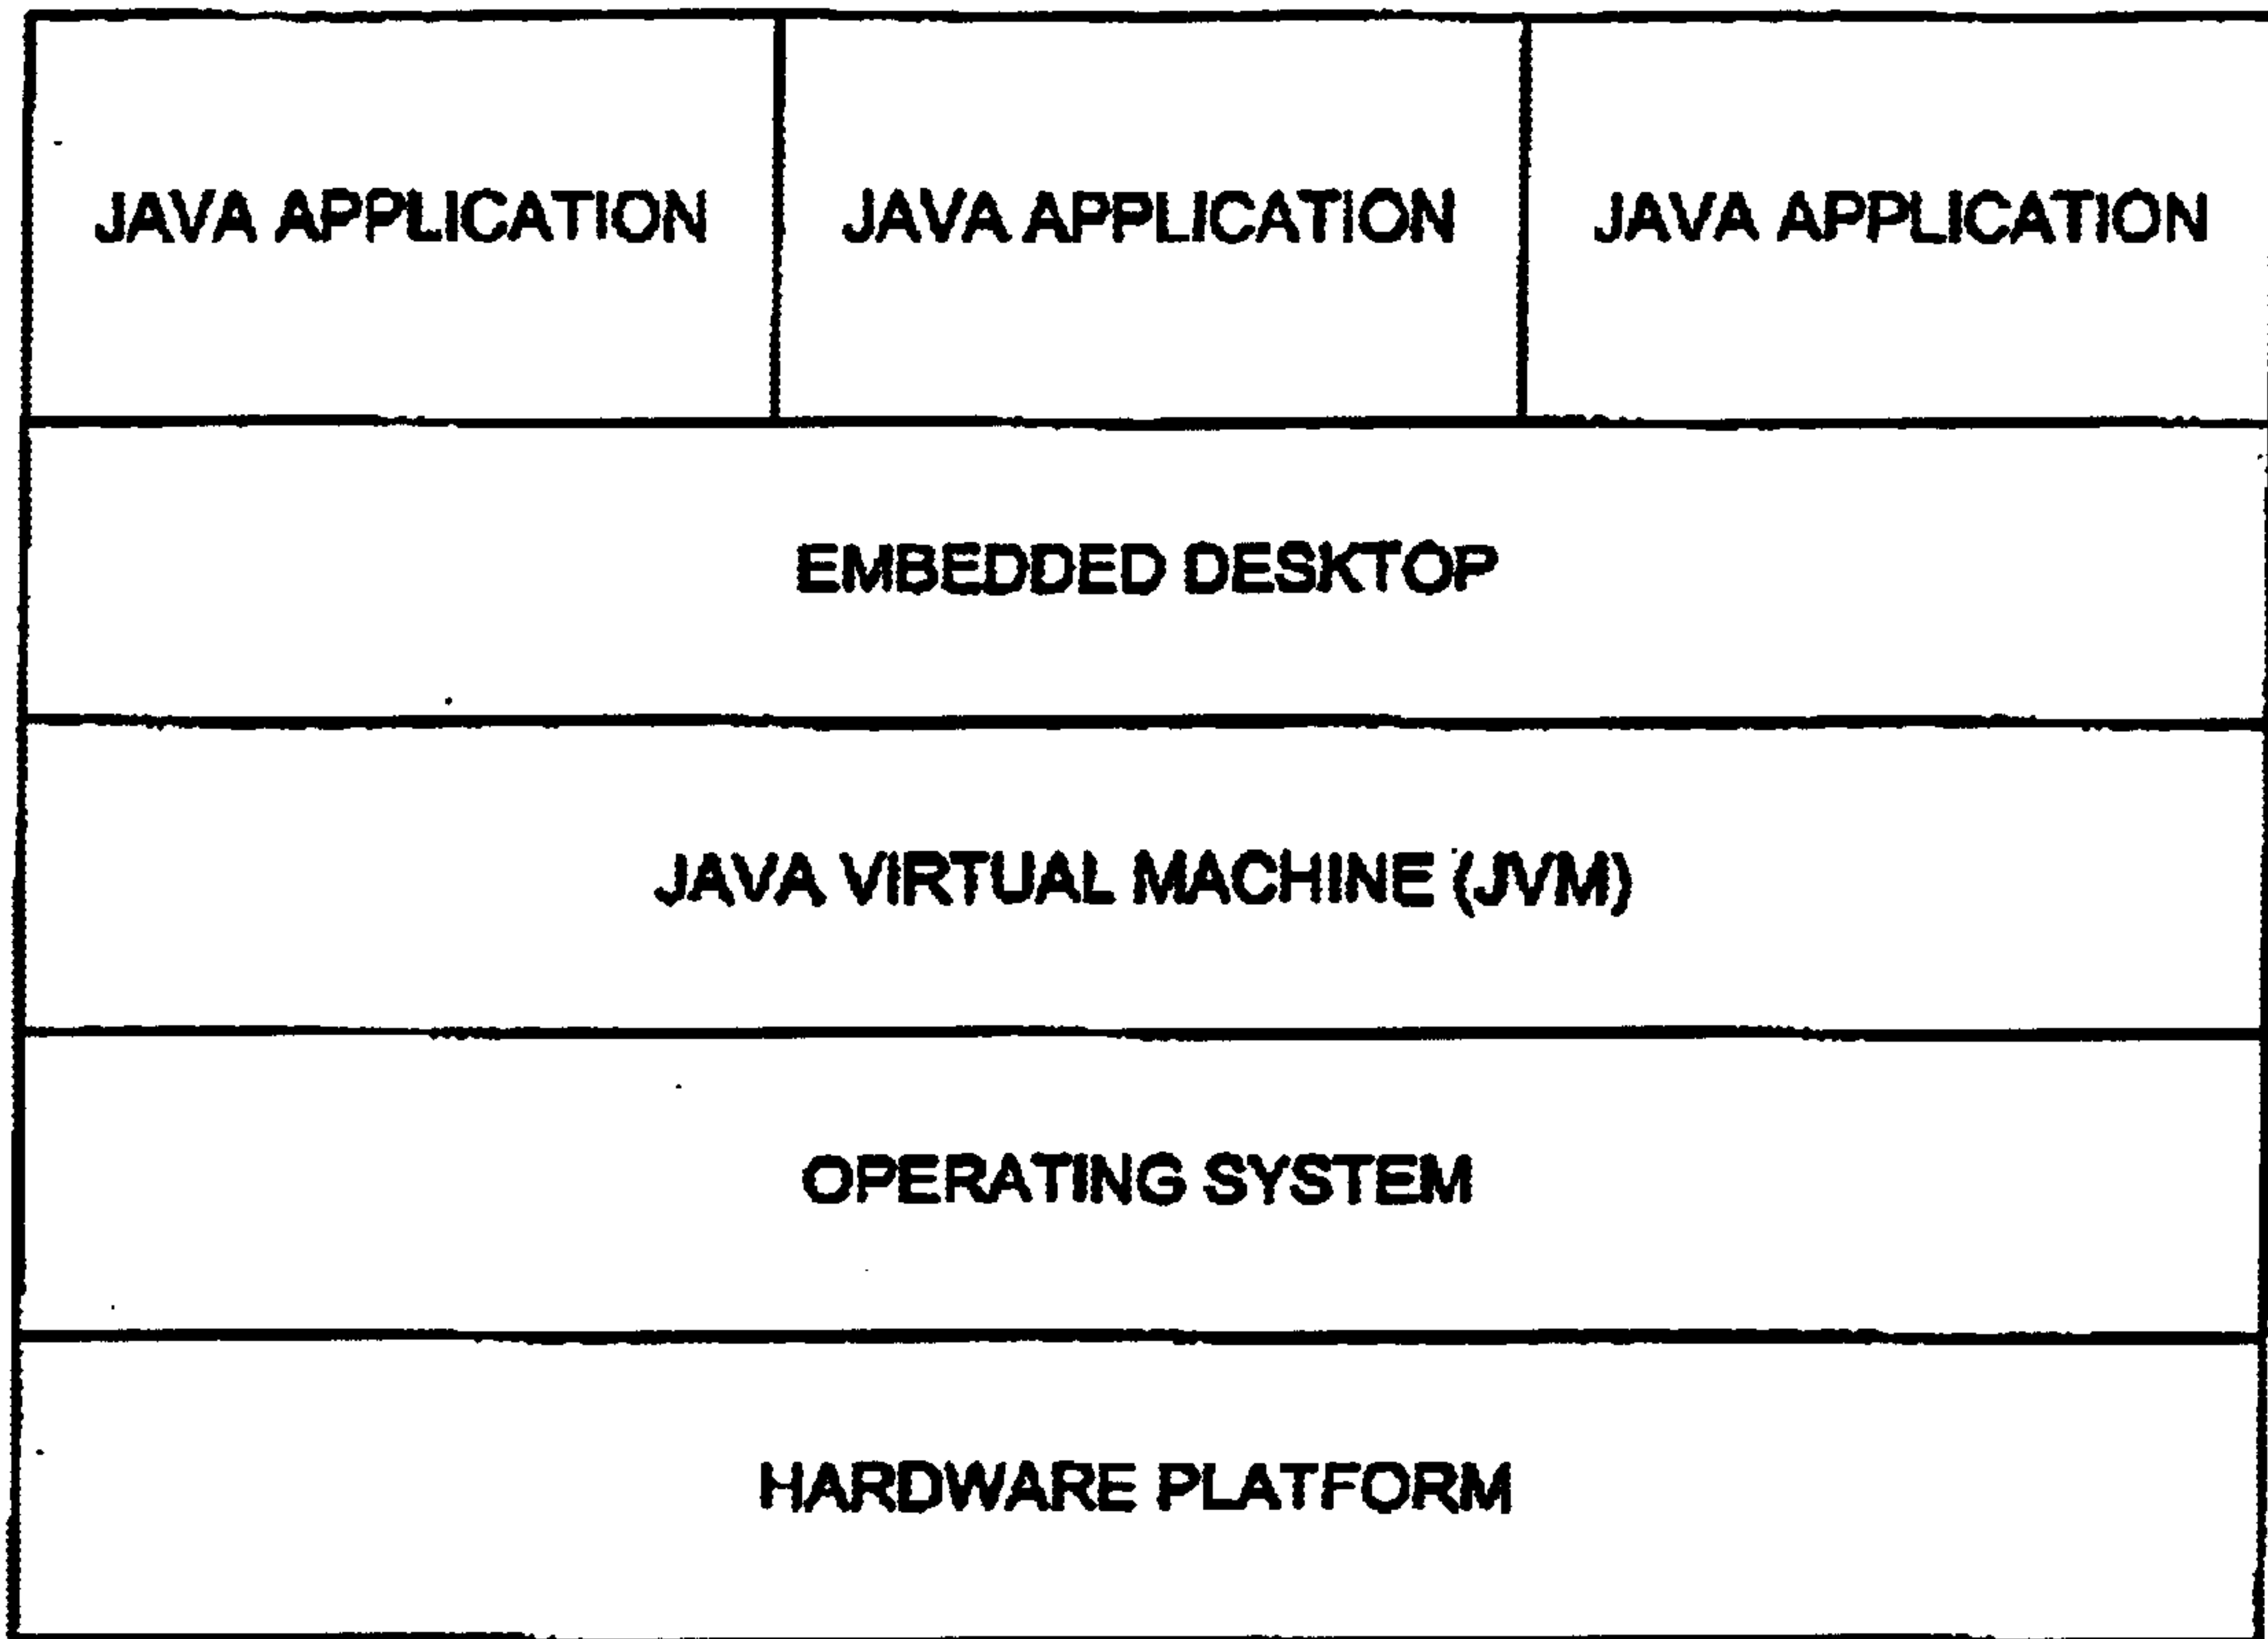 JAVA APPLICATION JAVA APPLICATION JAVA APPLICATION
EMBEDDED DESKTOP
JAVA VIRTUAL MACHINE (JVM)
OPERATING SYSTEM
HARDWARE PLATFORM